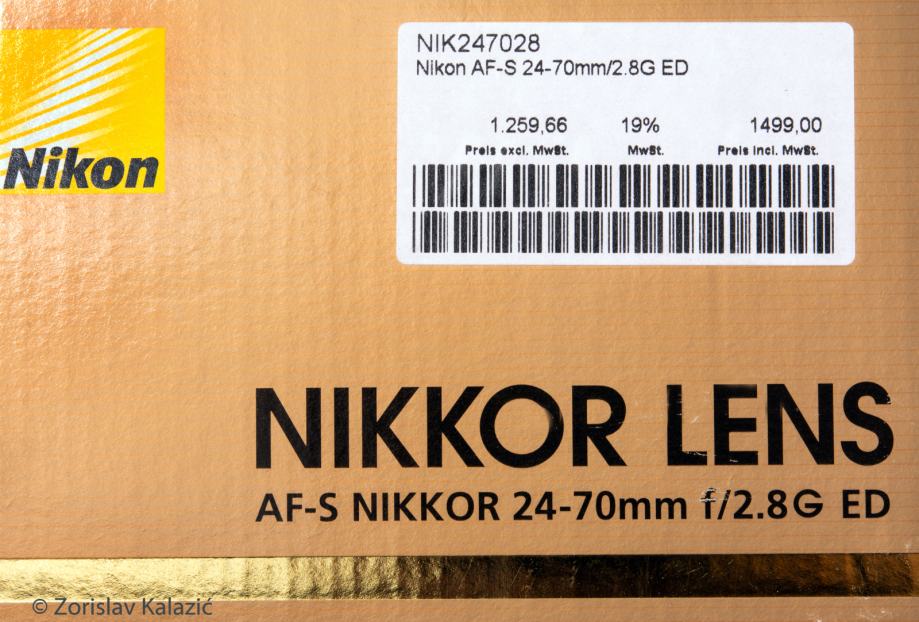 Nikon
NIK247028
Nikon AF-S 24-70mm/2.8G ED
1.259,66 19% 1499,00
Preis excl. MwSt. MwSt. Preis incl. MwSt.
NIKKOR LENS
AF-S NIKKOR 24-70mm f/2.8G ED
© Zorislav Kalazić